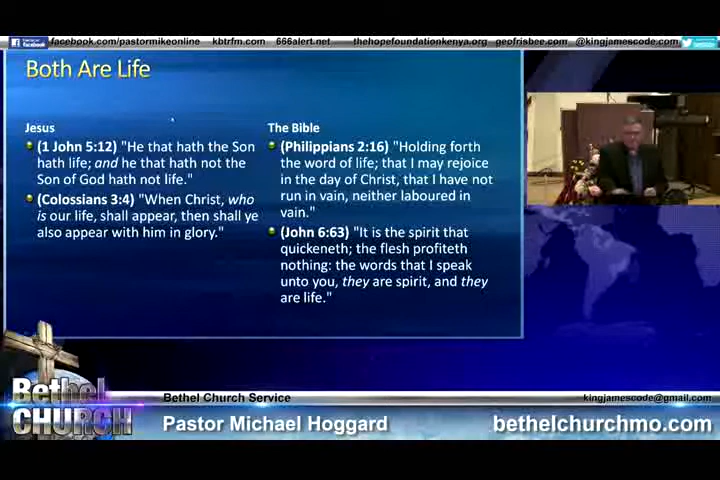 facebook.com/pastormikeonline kbtrfm.com 666alert.net thehopefoundationkenya.org geofrisbee.com @kingjamescode.com
Both Are Life
Jesus
(1 John 5:12) "He that hath the Son
hath life; and he that hath not the
Son of God hath not life."
(Colossians 3:4) "When Christ, who
is our life, shall appear, then shall ye
also appear with him in glory."
The Bible
(Philippians 2:16) "Holding forth
the word of life; that I may rejoice
in the day of Christ, that I have not
run in vain, neither laboured in
vain."
(John 6:63) "It is the spirit that
quickeneth; the flesh profiteth
nothing: the words that I speak
unto you, they are spirit, and they
are life."
Bethel
CHURCH
Bethel Church Service
kingjamescode@gmail.com
Pastor Michael Hoggard
bethelchurchmo.com